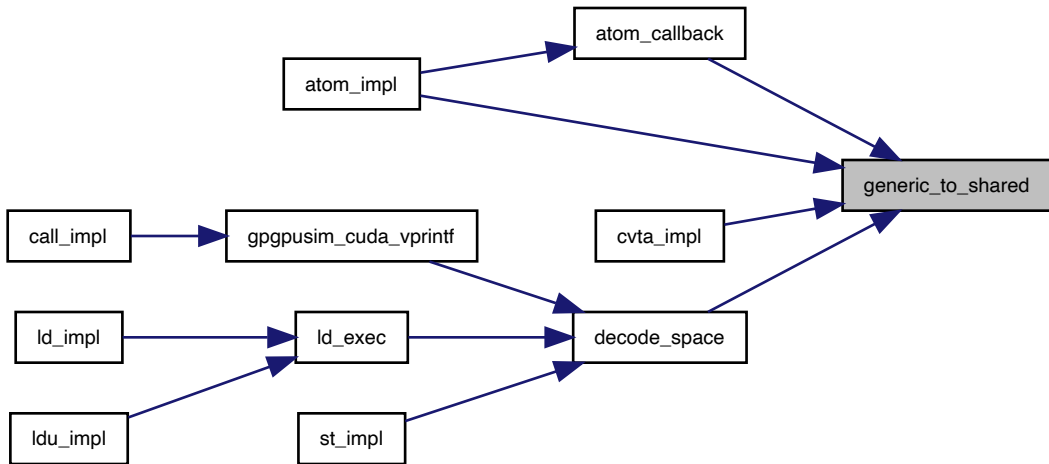 atom_callback
atom_impl
generic_to_shared
call_impl
gpgpusim_cuda_vprintf
cvta_impl
ld_impl
ld_exec
decode_space
ldu_impl
st_impl